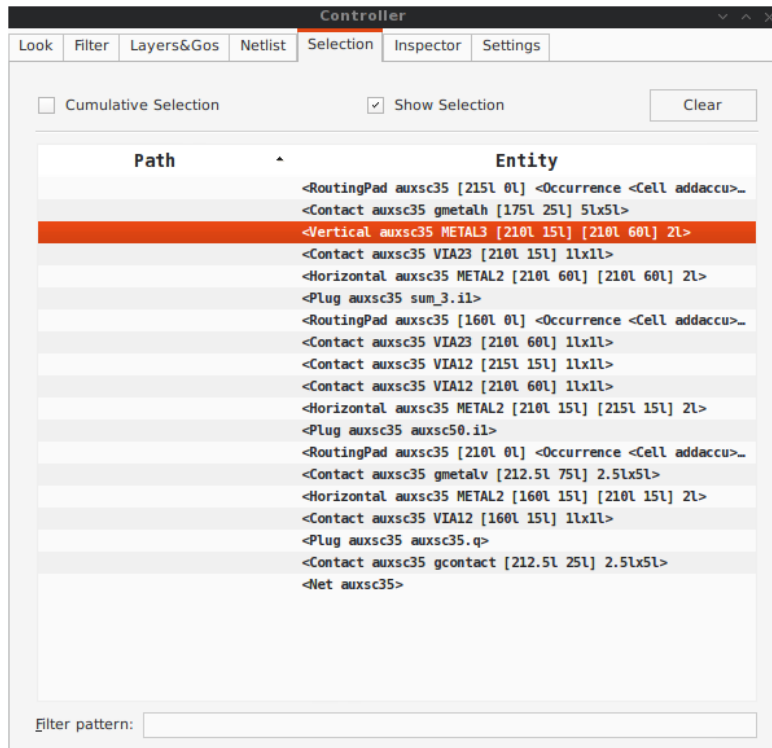 Controller
Look Filter Layers&Gos Netlist Selection Inspector Settings
Cumulative Selection Show Selection Clear
Path Entity
<RoutingPad auxsc35 [215l 0l] <Occurrence <Cell addaccu>…
<Contact auxsc35 gmetalh [175l 25l] 5lx5l>
<Vertical auxsc35 METAL3 [210l 15l] [210l 60l] 2l>
<Contact auxsc35 VIA23 [210l 15l] 1lx1l>
<Horizontal auxsc35 METAL2 [210l 60l] [210l 60l] 2l>
<Plug auxsc35 sum_3.i1>
<RoutingPad auxsc35 [160l 0l] <Occurrence <Cell addaccu>…
<Contact auxsc35 VIA23 [210l 60l] 1lx1l>
<Contact auxsc35 VIA12 [215l 15l] 1lx1l>
<Contact auxsc35 VIA12 [210l 60l] 1lx1l>
<Horizontal auxsc35 METAL2 [210l 15l] [215l 15l] 2l>
<Plug auxsc35 auxsc50.i1>
<RoutingPad auxsc35 [210l 0l] <Occurrence <Cell addaccu>…
<Contact auxsc35 gmetalv [212.5l 75l] 2.5lx5l>
<Horizontal auxsc35 METAL2 [160l 15l] [210l 15l] 2l>
<Contact auxsc35 VIA12 [160l 15l] 1lx1l>
<Plug auxsc35 auxsc35.q>
<Contact auxsc35 gcontact [212.5l 25l] 2.5lx5l>
<Net auxsc35>
Filter pattern: